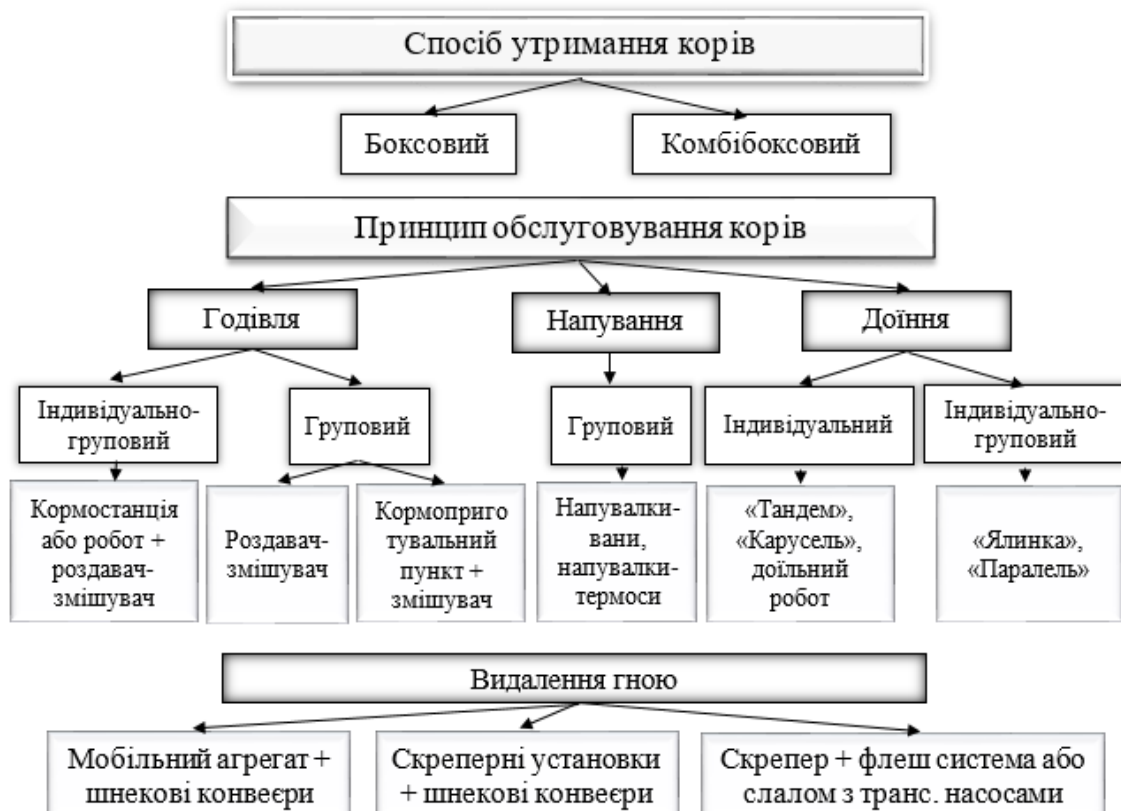 Спосіб утримання корів
Боксовий
Комбібоксовий
Принцип обслуговування корів
Годівля
Напування
Доїння
Індивідуально-
груповий
Груповий
Груповий
Індивідуальний
Індивідуально-
груповий
Кормостанція
або робот +
роздавач-
змішувач
Роздавач-
змішувач
Кормоприго
тувальний
пункт +
змішувач
Напувалки-
вани,
напувалки-
термоси
«Тандем»,
«Карусель»,
доїльний
робот
«Ялинка»,
«Паралель»
Видалення гною
Мобільний агрегат +
шнекові конвеєри
Скреперні установки
+ шнекові конвеєри
Скрепер + флеш система або
слалом з транс. насосами